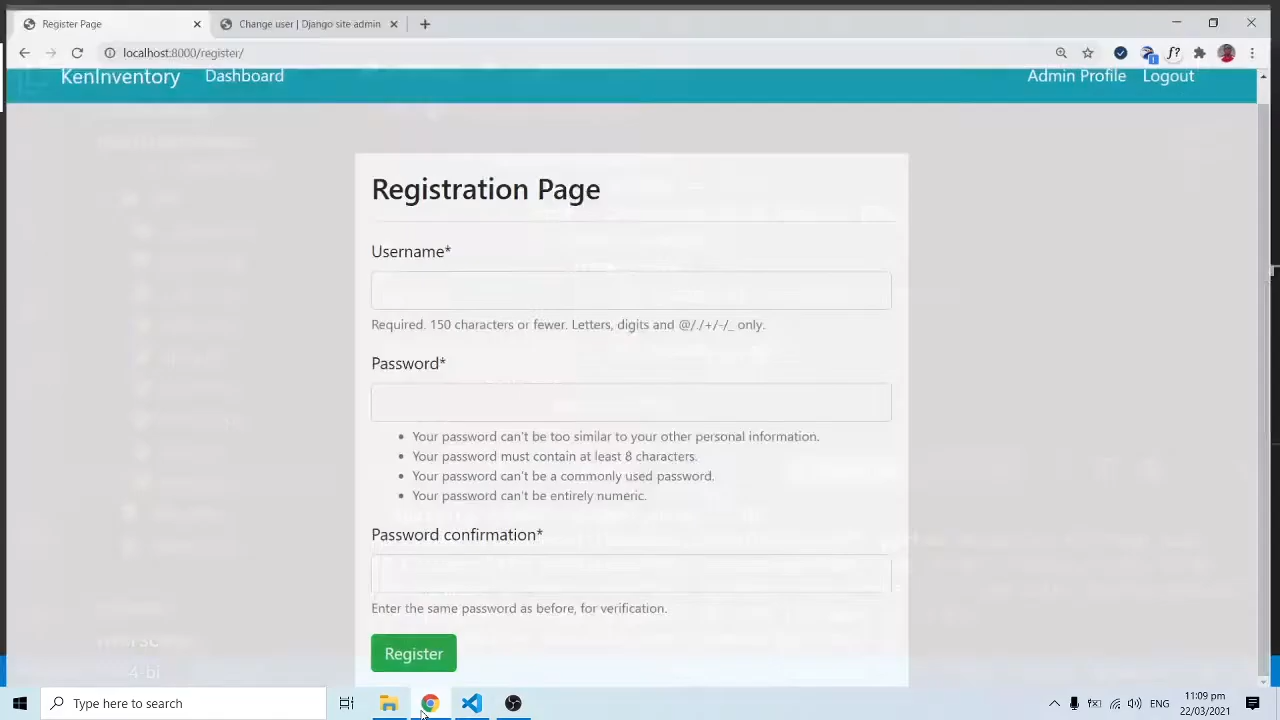 Register Page
Change user | Django site admin
localhost:8000/register/
KenInventory Dashboard Admin Profile Logout
Registration Page
Username*
Required. 150 characters or fewer. Letters, digits and @/./+/-/_ only.
Password*
Your password can't be too similar to your other personal information.
Your password must contain at least 8 characters.
Your password can't be a commonly used password.
Your password can't be entirely numeric.
Password confirmation*
Enter the same password as before, for verification.
Register
Type here to search
ENG
11:09 pm
22/03/2021